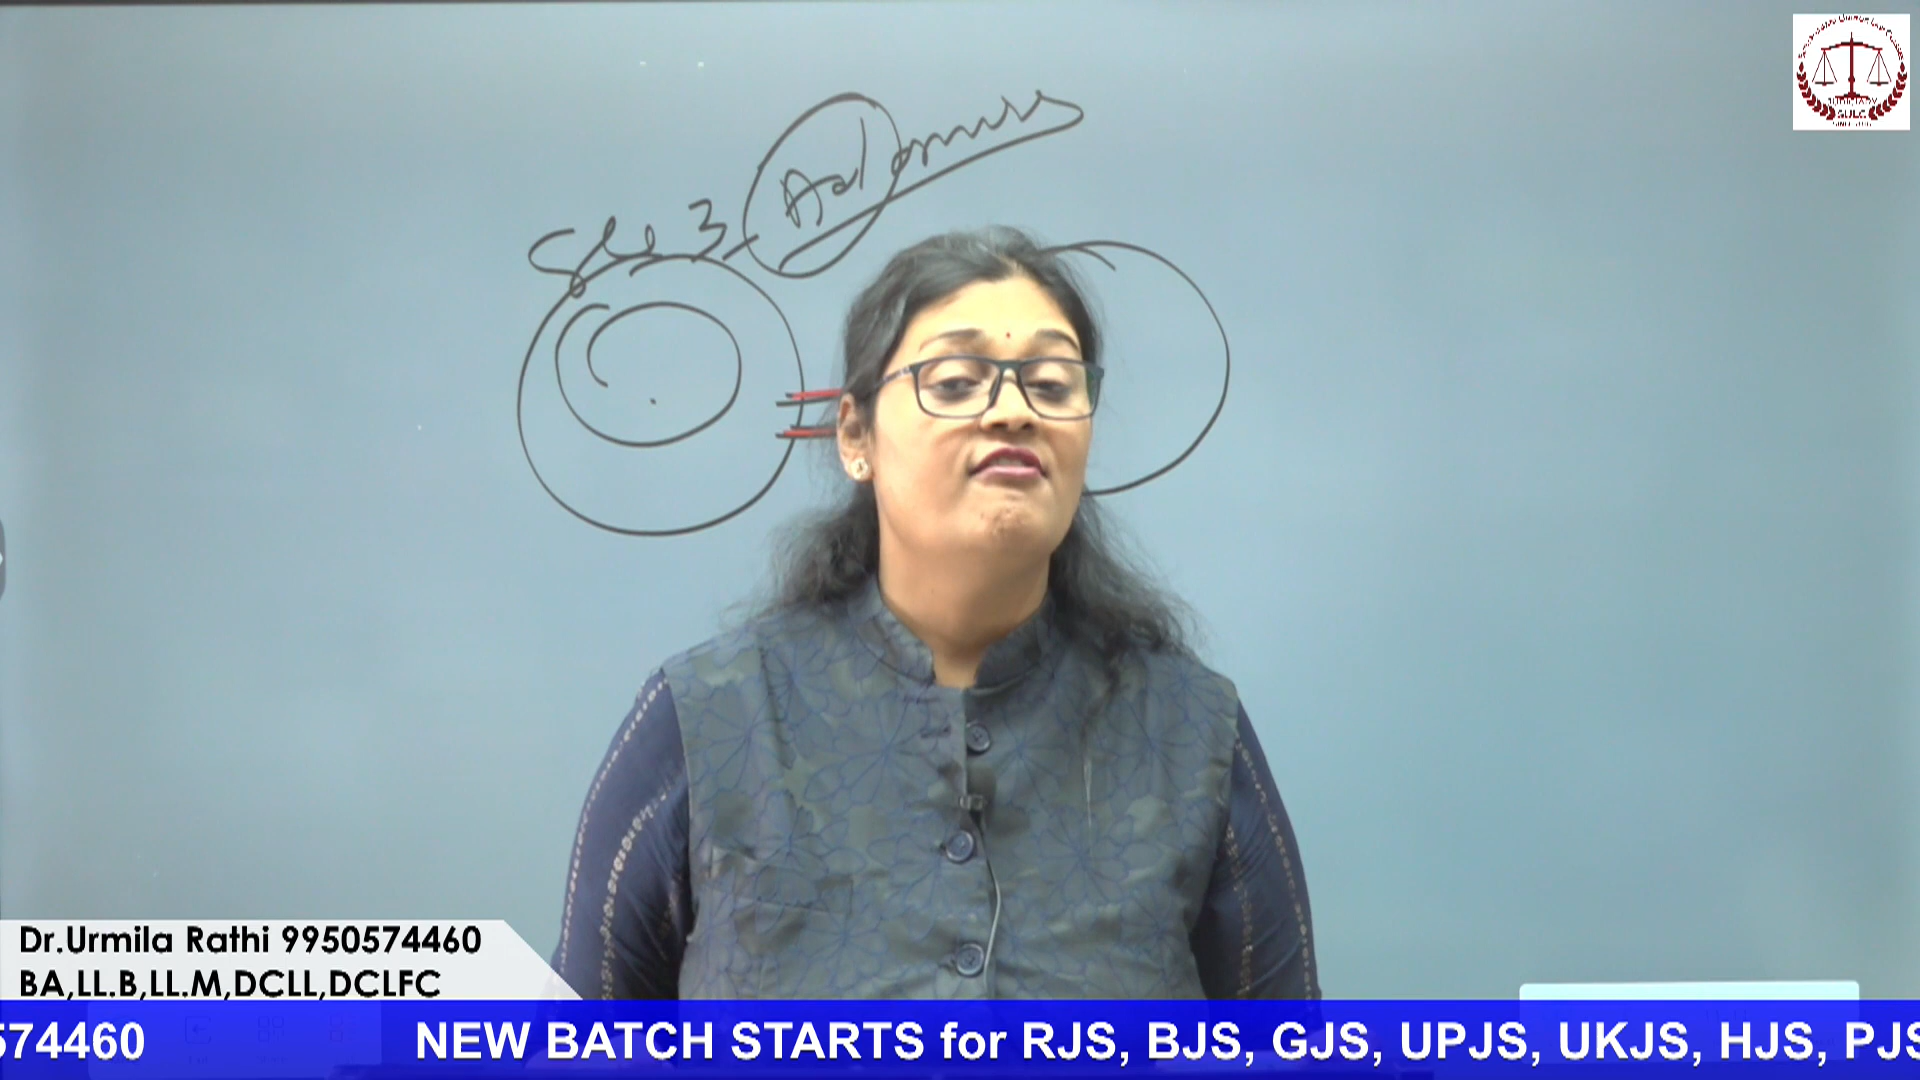 Sec 3
Dr.Urmila Rathi 9950574460
BA,LL.B,LL.M,DCLL,DCLFC
574460 NEW BATCH STARTS for RJS, BJS, GJS, UPJS, UKJS, HJS, PJS